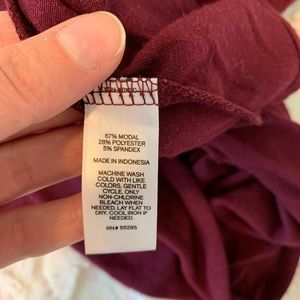 67% MODAL
28% POLYESTER
5% SPANDEX
MADE IN INDONESIA
MACHINE WASH
COLD WITH LIKE
COLORS, GENTLE
CYCLE. ONLY
NON-CHLORINE
BLEACH WHEN
NEEDED. LAY FLAT TO
DRY. COOL IRON IF
NEEDED.
RN# 55285